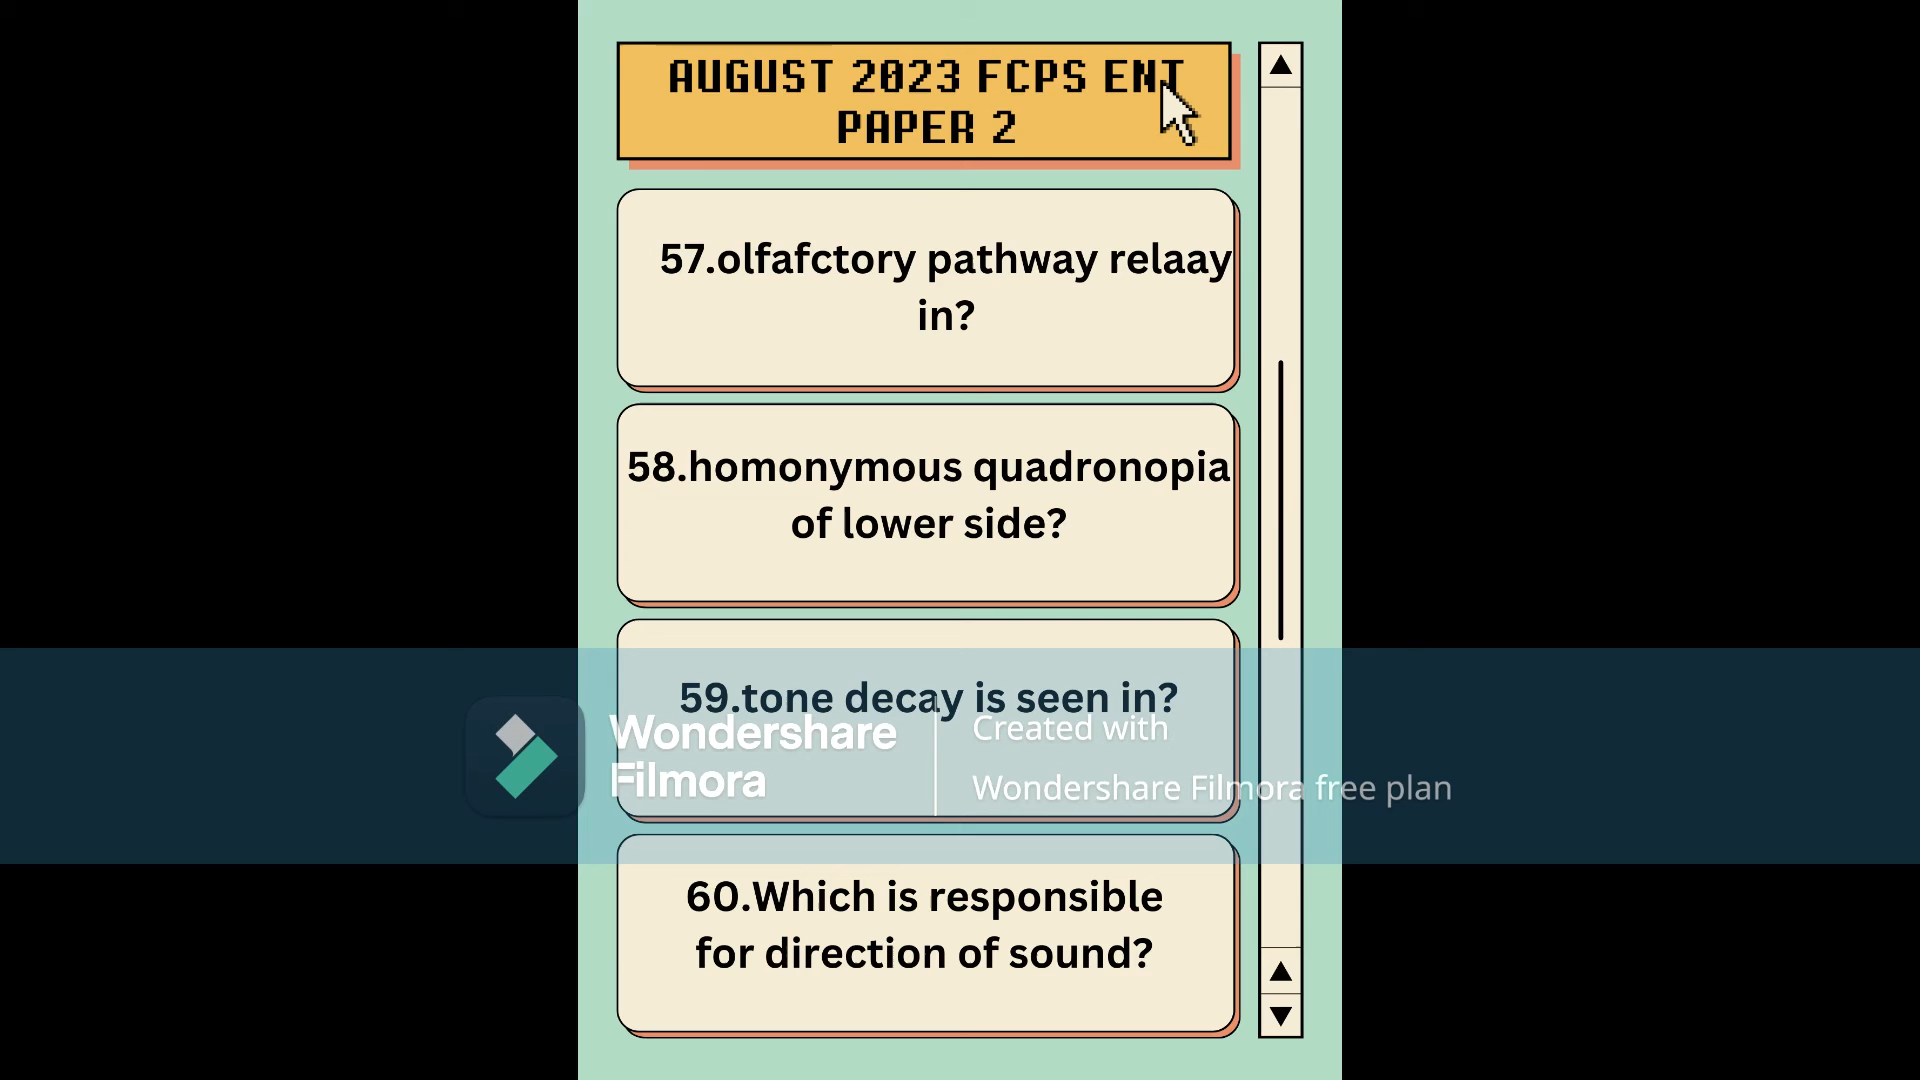 AUGUST 2023 FCPS ENT
PAPER 2
57.olfafctory pathway relaay
in?
58.homonymous quadronopia
of lower side?
59.tone decay is seen in?
Wondershare
Filmora
Created with
Wondershare Filmora free plan
60.Which is responsible
for direction of sound?